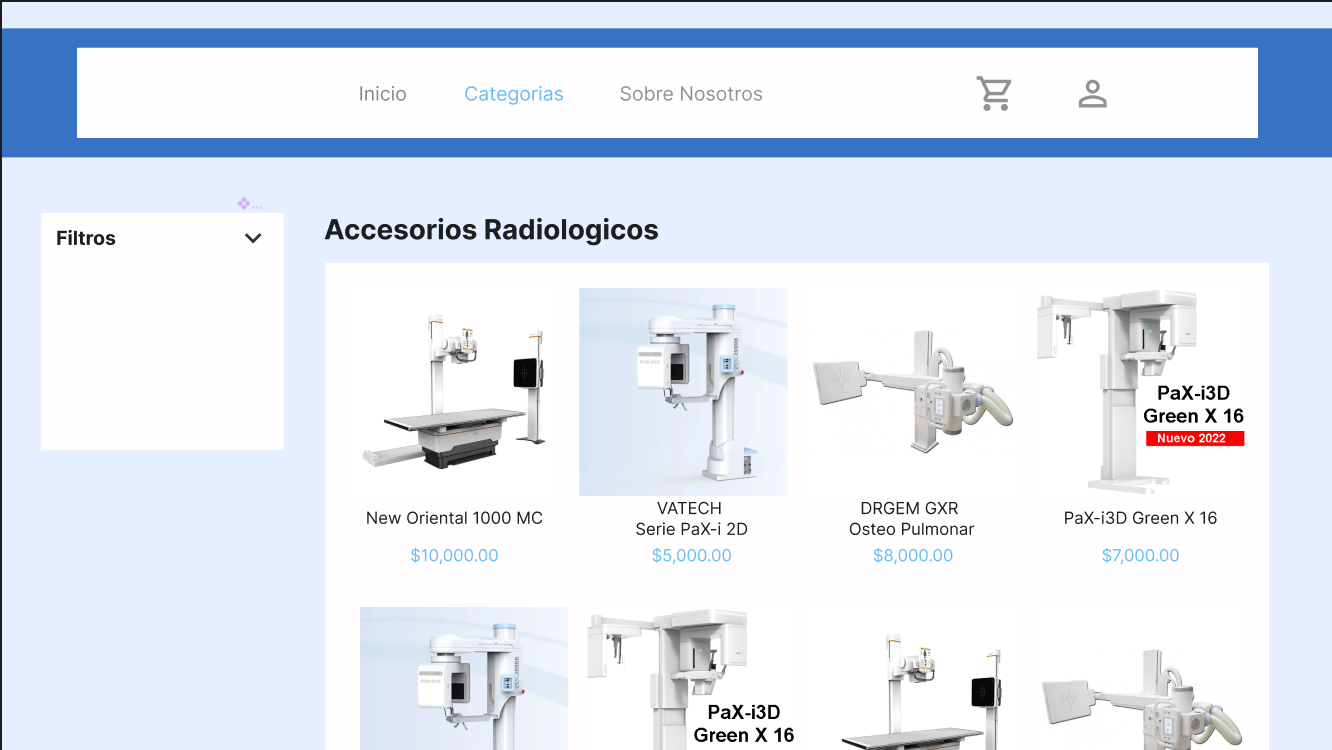 Inicio
Categorias
Sobre Nosotros
Filtros
Accesorios Radiologicos
PaX-i3D
Green X 16
Nuevo 2022
New Oriental 1000 MC
$10,000.00
VATECH
Serie PaX-i 2D
$5,000.00
DRGEM GXR
Osteo Pulmonar
$8,000.00
PaX-i3D Green X 16
$7,000.00
PaX-i3D
Green X 16